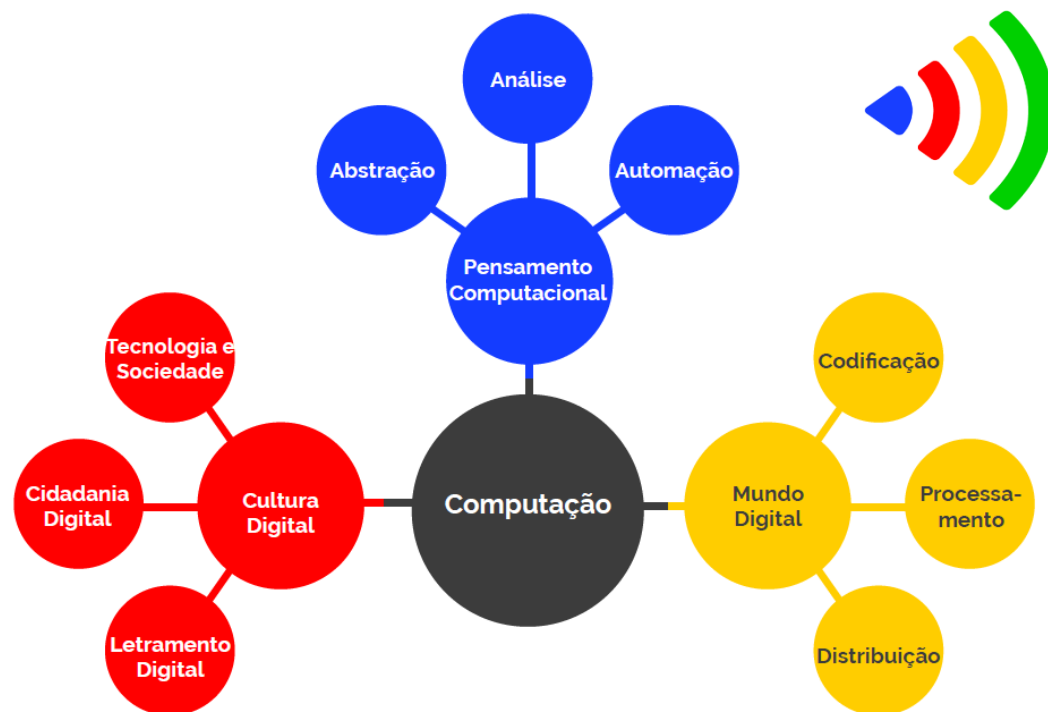 Análise
Abstração
Automação
Pensamento
Computacional
Tecnologia e
Sociedade
Cidadania
Digital
Letramento
Digital
Cultura
Digital
Computação
Mundo
Digital
Codificação
Processa-
mento
Distribuição